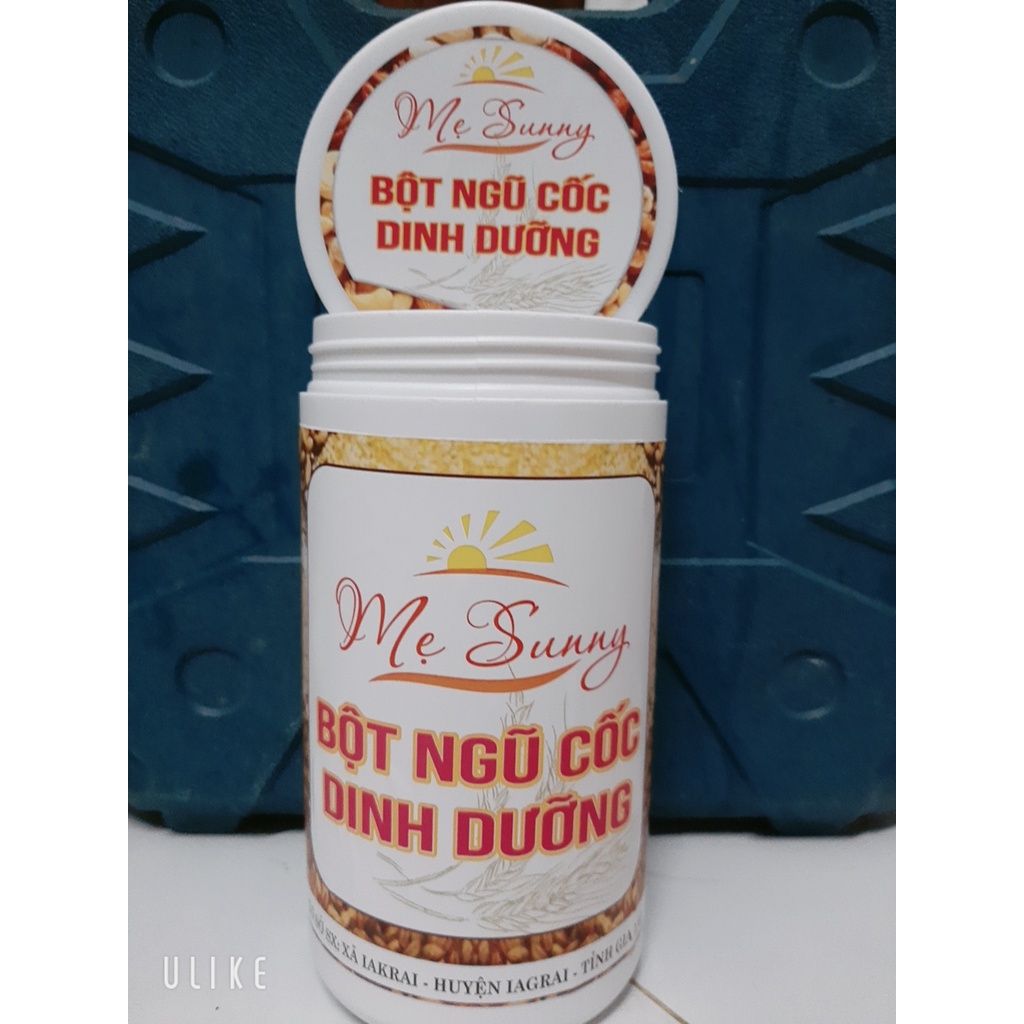 Mẹ Sunny
BỘT NGŨ CỐC
DINH DƯỠNG
Mẹ Sunny
BỘT NGŨ CỐC
DINH DƯỠNG
SX: XÃ IAKRAI - HUYỆN IAGRAI - TỈNH GIA
ULIKE